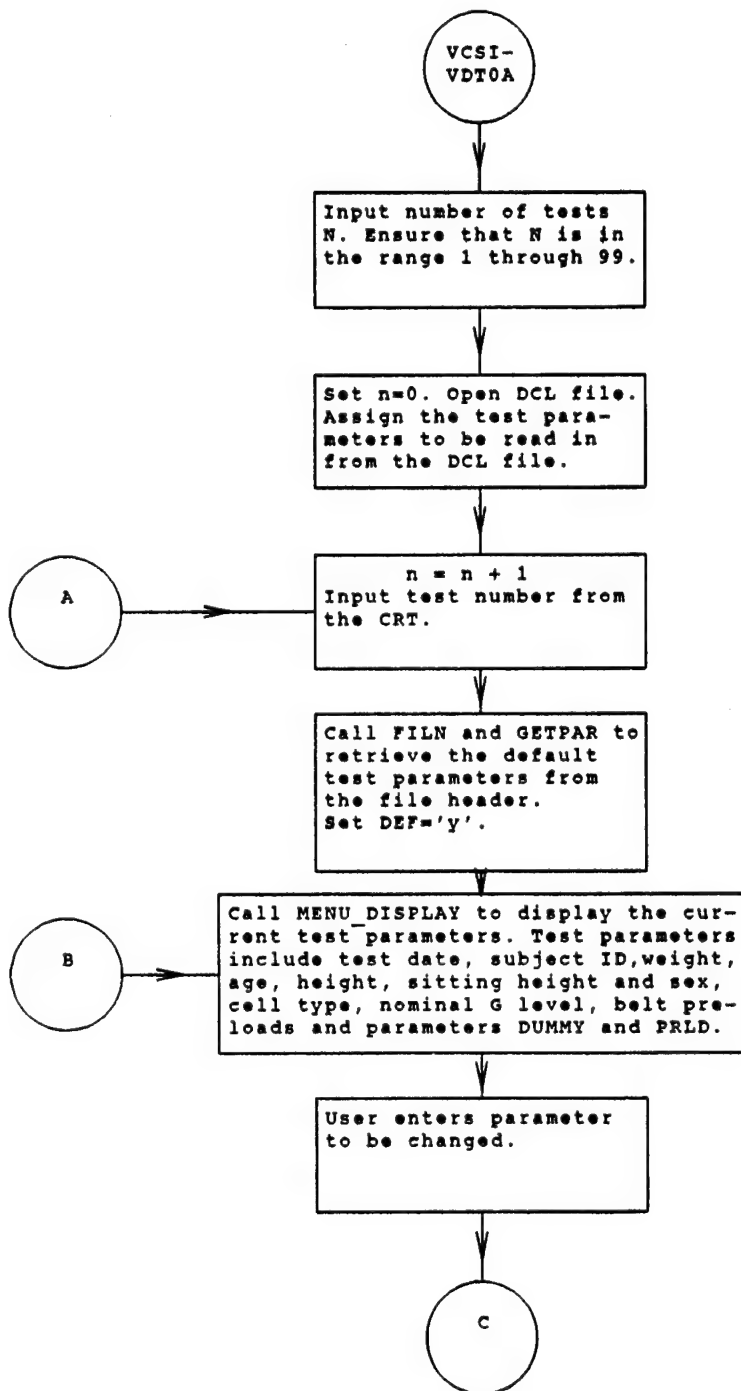 VCSI-
VDT0A
Input number of tests
N. Ensure that N is in
the range 1 through 99.
Set n=0. Open DCL file.
Assign the test para-
meters to be read in
from the DCL file.
A
n = n + 1
Input test number from
the CRT.
Call FILN and GETPAR to
retrieve the default
test parameters from
the file header.
Set DEF='y'.
B
Call MENU_DISPLAY to display the cur-
rent test parameters. Test parameters
include test date, subject ID,weight,
age, height, sitting height and sex,
cell type, nominal G level, belt pre-
loads and parameters DUMMY and PRLD.
User enters parameter
to be changed.
C